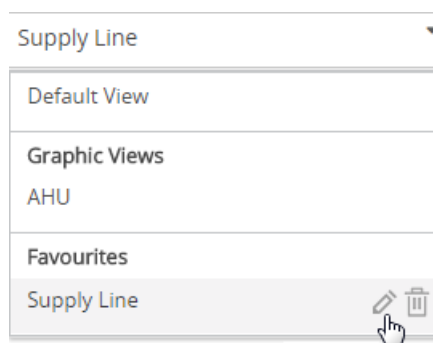 Supply Line
Default View
Graphic Views
AHU
Favourites
Supply Line